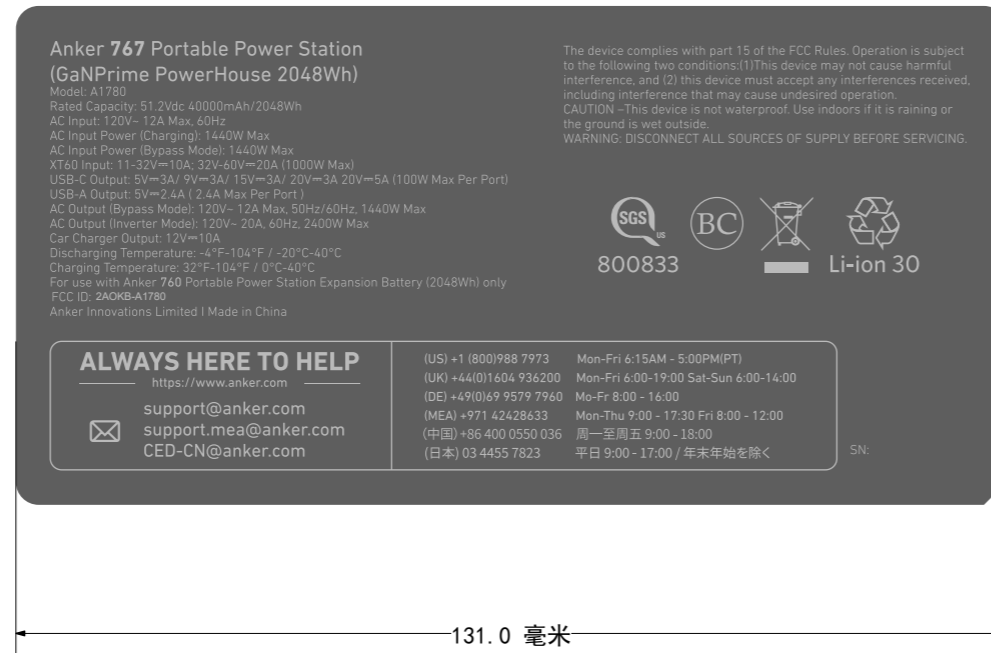 Anker 767 Portable Power Station
(GaNPrime PowerHouse 2048Wh)
Model: A1780
Rated Capacity: 51.2Vdc 40000mAh/2048Wh
AC Input: 120V~ 12A Max, 60Hz
AC Input Power (Charging): 1440W Max
AC Input Power (Bypass Mode): 1440W Max
XT60 Input: 11-32V⎓10A; 32V-60V⎓20A (1000W Max)
USB-C Output: 5V⎓3A/ 9V⎓3A/ 15V⎓3A/ 20V⎓3A 20V⎓5A (100W Max Per Port)
USB-A Output: 5V⎓2.4A ( 2.4A Max Per Port )
AC Output (Bypass Mode): 120V~ 12A Max, 50Hz/60Hz, 1440W Max
AC Output (Inverter Mode): 120V~ 20A, 60Hz, 2400W Max
Car Charger Output: 12V⎓10A
Discharging Temperature: -4°F-104°F / -20°C-40°C
Charging Temperature: 32°F-104°F / 0°C-40°C
For use with Anker 760 Portable Power Station Expansion Battery (2048Wh) only
FCC ID: 2AOKB-A1780
Anker Innovations Limited I Made in China
The device complies with part 15 of the FCC Rules. Operation is subject
to the following two conditions:(1)This device may not cause harmful
interference, and (2) this device must accept any interferences received,
including interference that may cause undesired operation.
CAUTION –This device is not waterproof. Use indoors if it is raining or
the ground is wet outside.
WARNING: DISCONNECT ALL SOURCES OF SUPPLY BEFORE SERVICING.
SGS
US
800833
BC
Li-ion 30
ALWAYS HERE TO HELP
https://www.anker.com
support@anker.com
support.mea@anker.com
CED-CN@anker.com
(US) +1 (800)988 7973 Mon-Fri 6:15AM - 5:00PM(PT)
(UK) +44(0)1604 936200 Mon-Fri 6:00-19:00 Sat-Sun 6:00-14:00
(DE) +49(0)69 9579 7960 Mo-Fr 8:00 - 16:00
(MEA) +971 42428633 Mon-Thu 9:00 - 17:30 Fri 8:00 - 12:00
(中国) +86 400 0550 036 周一至周五 9:00 - 18:00
(日本) 03 4455 7823 平日 9:00 - 17:00 / 年末年始を除く
SN:
131.0 毫米